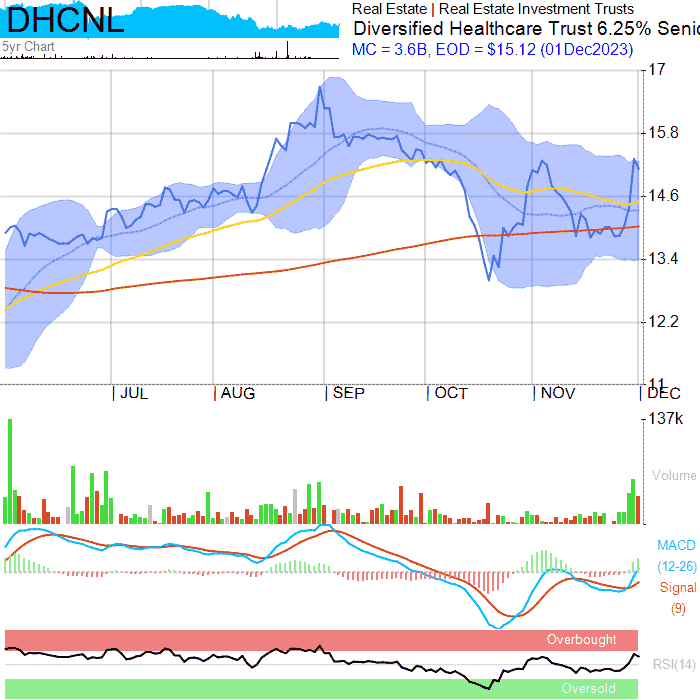 DHCNL
5yr Chart
Real Estate | Real Estate Investment Trusts
Diversified Healthcare Trust 6.25% Senio
MC = 3.6B, EOD = $15.12 (01Dec2023)
17
15.8
14.6
13.4
12.2
11
JUL
AUG
SEP
OCT
NOV
DEC
137k
Volume
MACD
(12-26)
Signal
(9)
Overbought
RSI(14)
Oversold